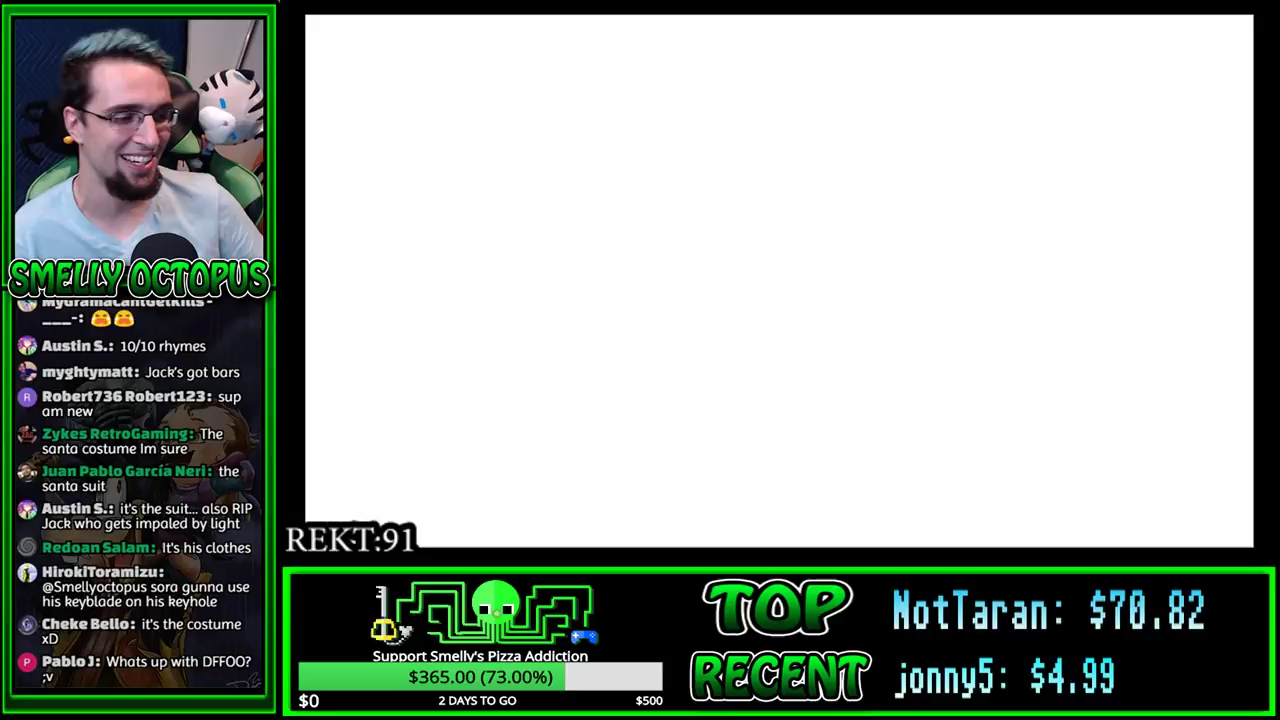 SMELLY OCTOPUS
MyGramaCantGetKills -
___-:
Austin S.: 10/10 rhymes
myghtymatt: Jack's got bars
Robert736 Robert123: sup
am new
Zykes RetroGaming: The
santa costume Im sure
Juan Pablo García Neri: the
santa suit
Austin S.: it's the suit... also RIP
Jack who gets impaled by light
Redoan Salam: It's his clothes
HirokiToramizu:
@Smellyoctopus sora gunna use
his keyblade on his keyhole
Cheke Bello: it's the costume
xD
Pablo J: Whats up with DFFOO?
;v
REKT:91
Support Smelly's Pizza Addiction
$365.00 (73.00%)
$0 2 DAYS TO GO $500
TOP NotTaran: $70.82
RECENT jonny5: $4.99